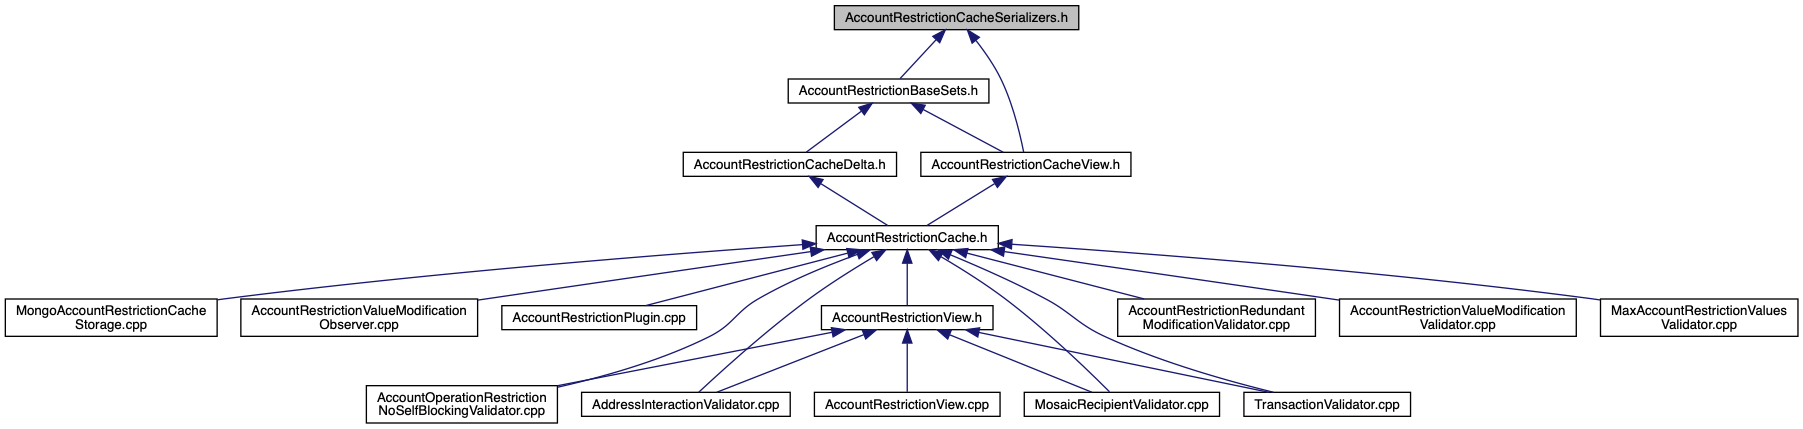 AccountRestrictionCacheSerializers.h
AccountRestrictionBaseSets.h
AccountRestrictionCacheDelta.h
AccountRestrictionCacheView.h
AccountRestrictionCache.h
MongoAccountRestrictionCache
Storage.cpp
AccountRestrictionValueModification
Observer.cpp
AccountRestrictionPlugin.cpp
AccountRestrictionView.h
AccountRestrictionRedundant
ModificationValidator.cpp
AccountRestrictionValueModification
Validator.cpp
MaxAccountRestrictionValues
Validator.cpp
AccountOperationRestriction
NoSelfBlockingValidator.cpp
AddressInteractionValidator.cpp
AccountRestrictionView.cpp
MosaicRecipientValidator.cpp
TransactionValidator.cpp